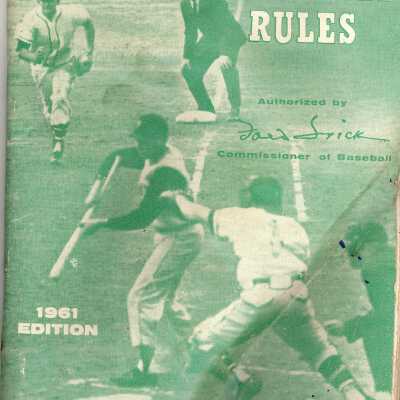 RULES
Authorized by
Ford Frick
Commissioner of Baseball
1961
EDITION